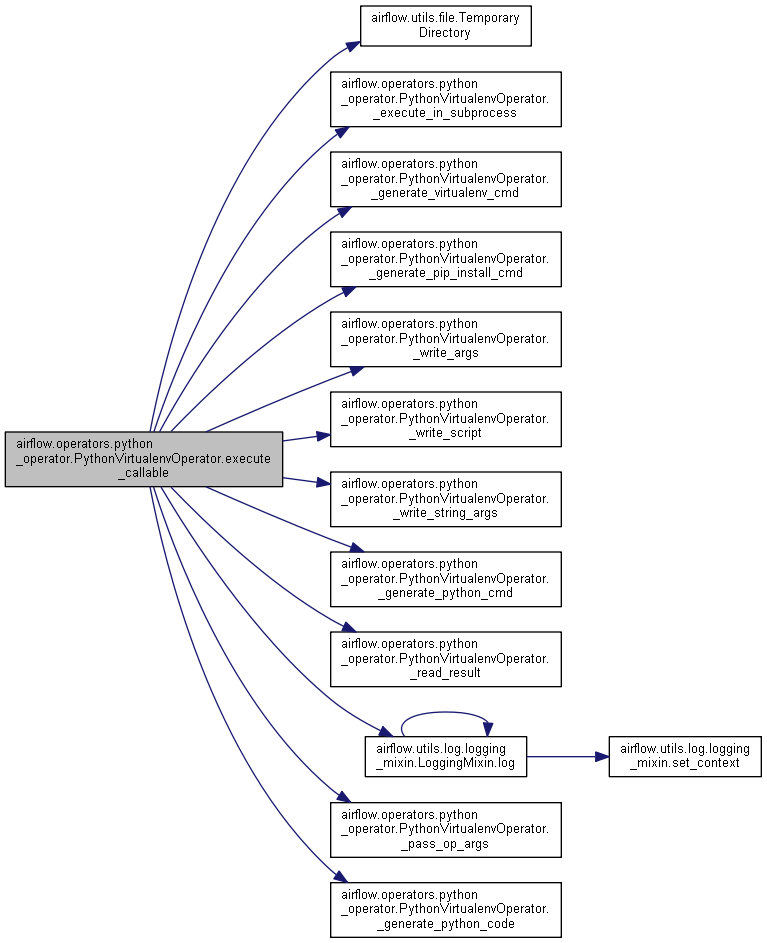 airflow.utils.file.Temporary
Directory
airflow.operators.python
_operator.PythonVirtualenvOperator.
_execute_in_subprocess
airflow.operators.python
_operator.PythonVirtualenvOperator.
_generate_virtualenv_cmd
airflow.operators.python
_operator.PythonVirtualenvOperator.
_generate_pip_install_cmd
airflow.operators.python
_operator.PythonVirtualenvOperator.
_write_args
airflow.operators.python
_operator.PythonVirtualenvOperator.
_write_script
airflow.operators.python
_operator.PythonVirtualenvOperator.execute
_callable
airflow.operators.python
_operator.PythonVirtualenvOperator.
_write_string_args
airflow.operators.python
_operator.PythonVirtualenvOperator.
_generate_python_cmd
airflow.operators.python
_operator.PythonVirtualenvOperator.
_read_result
airflow.utils.log.logging
_mixin.LoggingMixin.log
airflow.utils.log.logging
_mixin.set_context
airflow.operators.python
_operator.PythonVirtualenvOperator.
_pass_op_args
airflow.operators.python
_operator.PythonVirtualenvOperator.
_generate_python_code